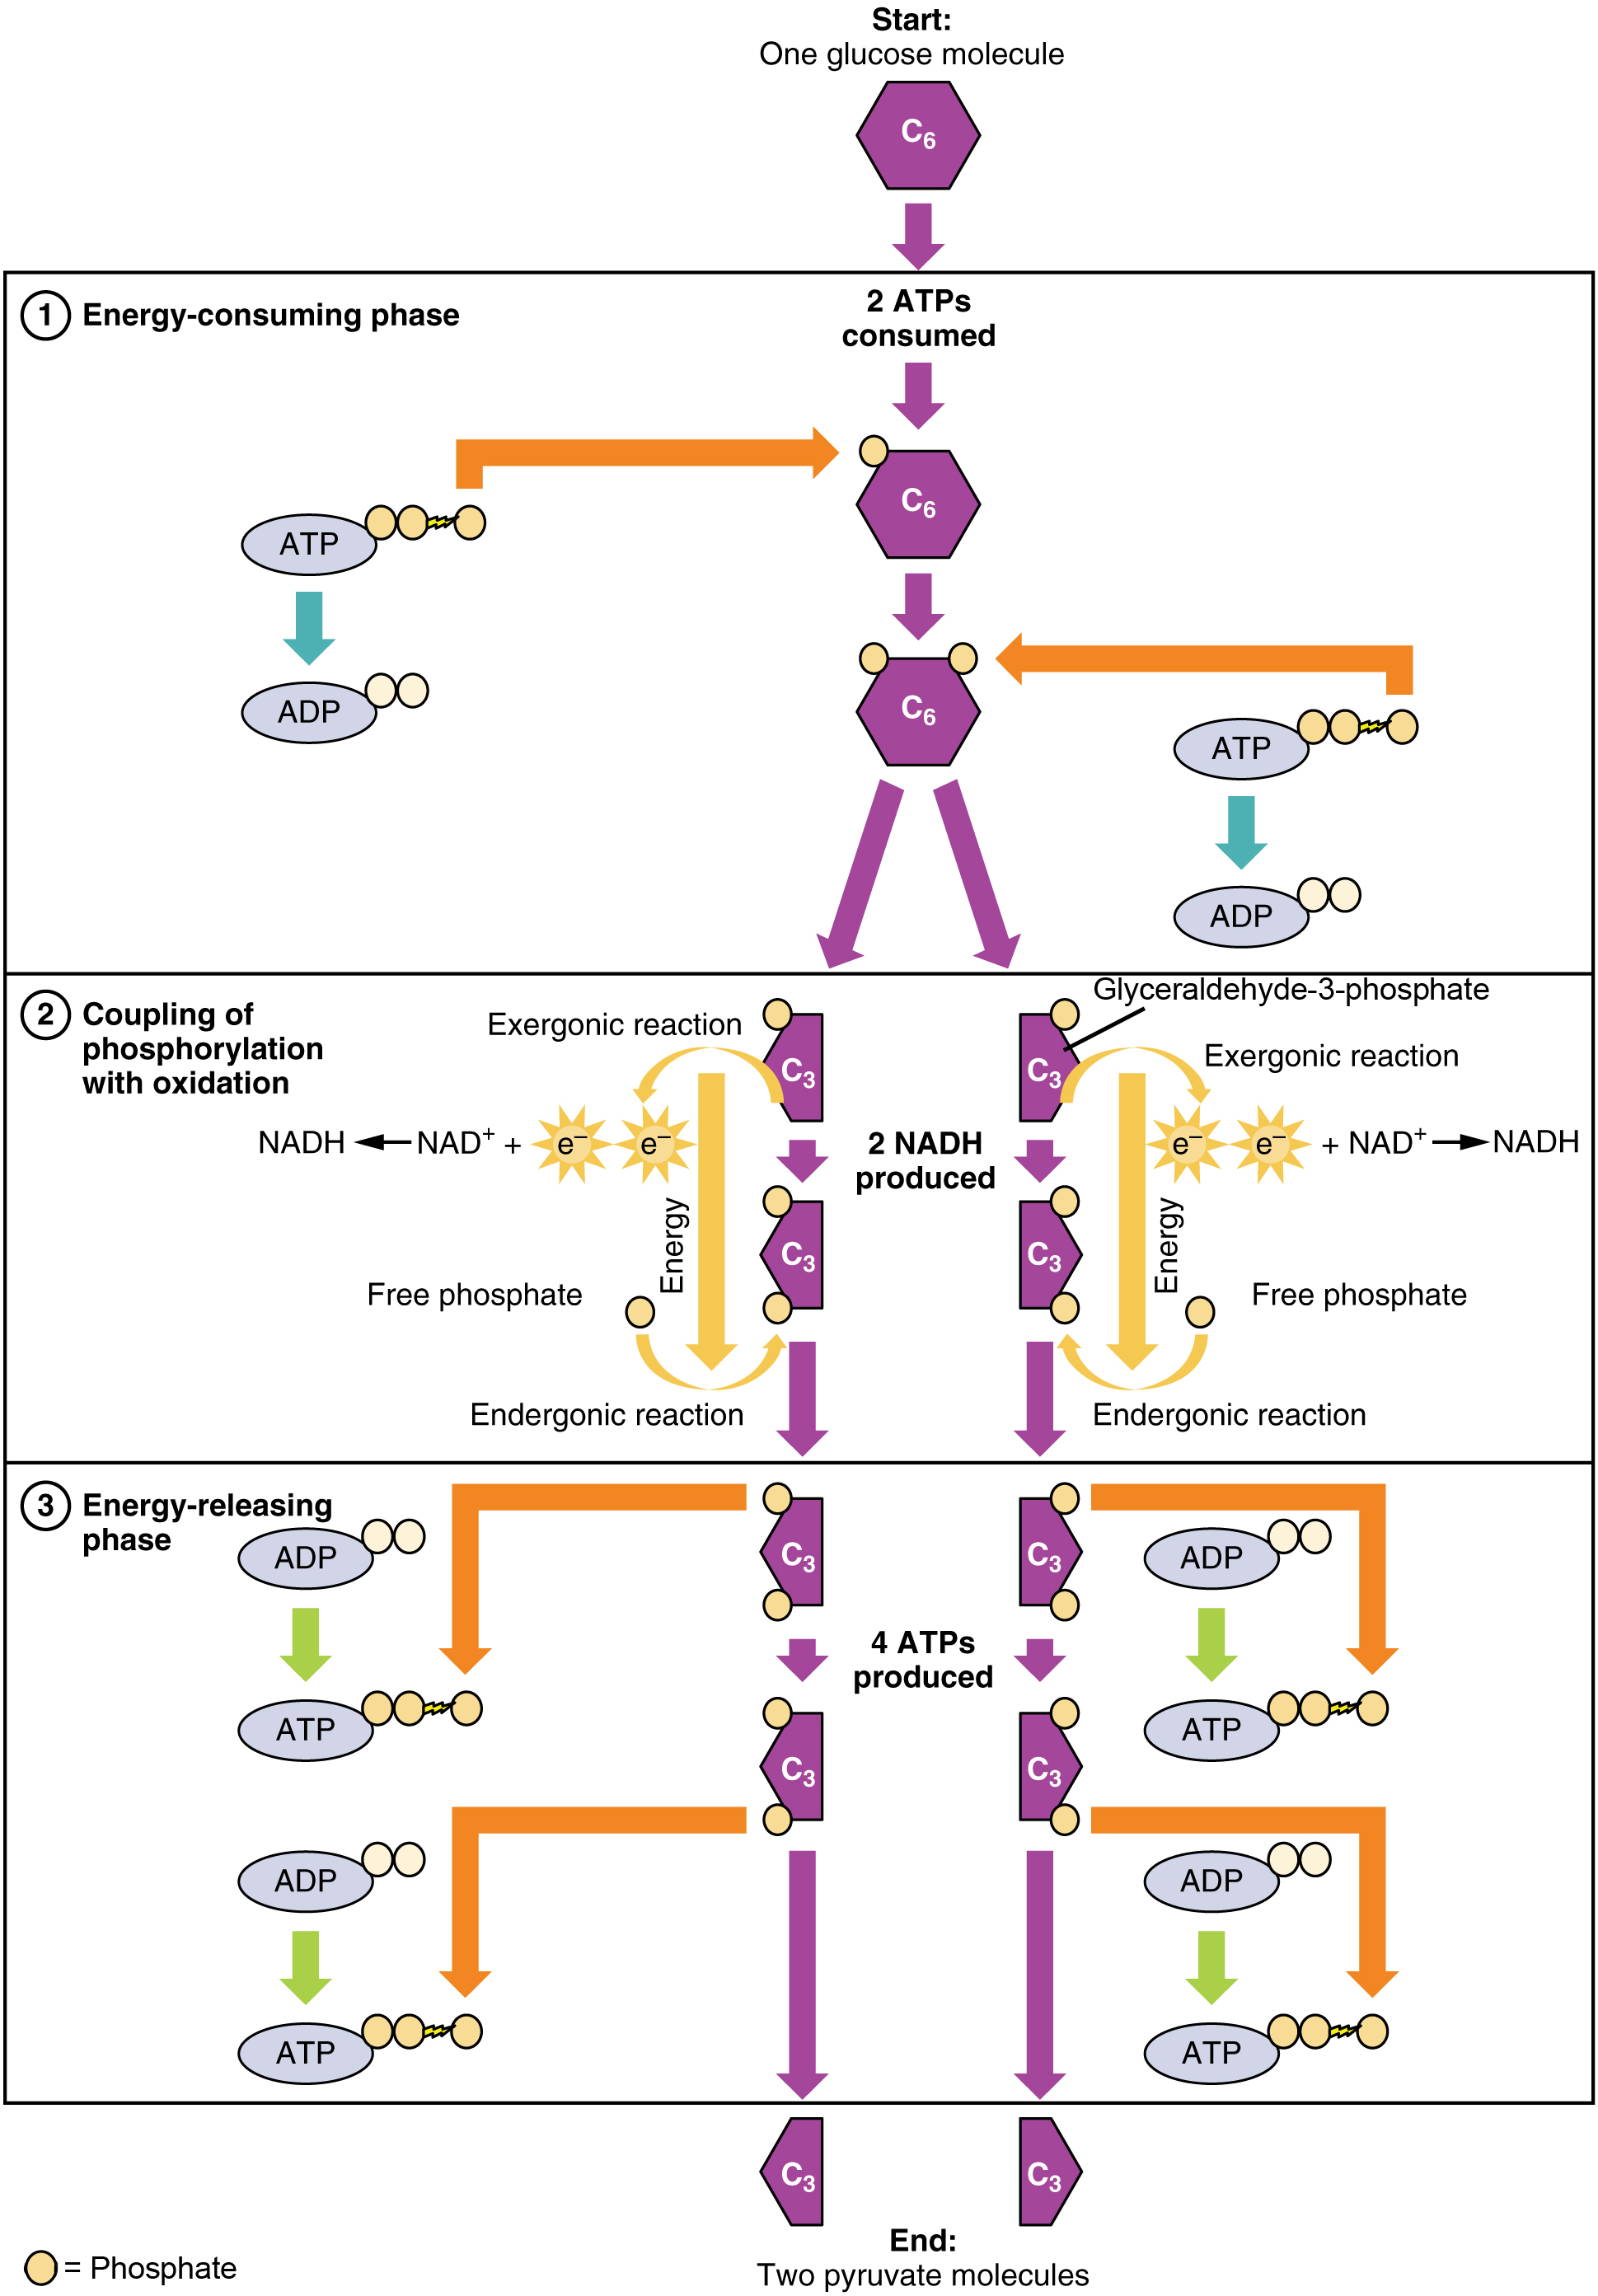 Start:
One glucose molecule
C6
1 Energy-consuming phase
2 ATPs
consumed
C6
ATP
ADP
C6
ATP
ADP
2 Coupling of
phosphorylation
with oxidation
Glyceraldehyde-3-phosphate
Exergonic reaction
Exergonic reaction
C3
C3
NADH
NAD+ +
e–
e–
2 NADH
produced
e–
e–
+ NAD+
NADH
Energy
Energy
C3
C3
Free phosphate
Free phosphate
Endergonic reaction
Endergonic reaction
3 Energy-releasing
phase
ADP
C3
C3
ADP
4 ATPs
produced
ATP
ATP
C3
C3
ADP
ADP
ATP
ATP
C3
C3
End:
Two pyruvate molecules
= Phosphate